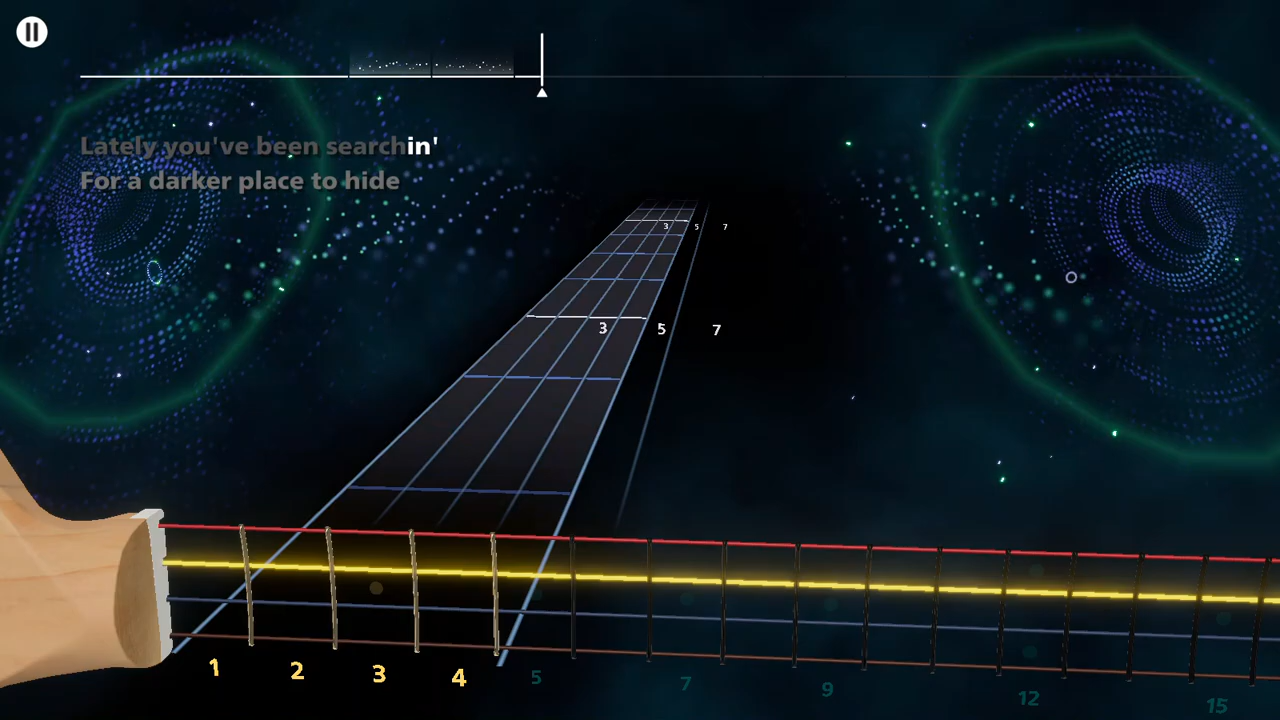 Lately you've been searchin'
For a darker place to hide
3 5 7
3 5 7
1 2 3 4 5 7 9 12 15